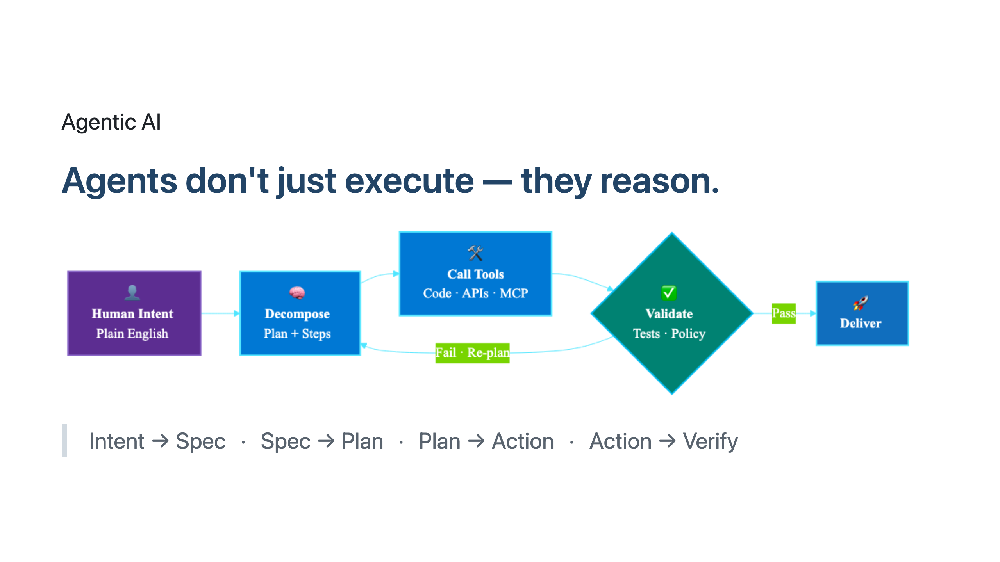 Agentic AI
Agents don't just execute — they reason.
Human Intent
Plain English
Decompose
Plan + Steps
Call Tools
Code · APIs · MCP
Validate
Tests · Policy
Fail · Re-plan
Pass
Deliver
Intent → Spec · Spec → Plan · Plan → Action · Action → Verify